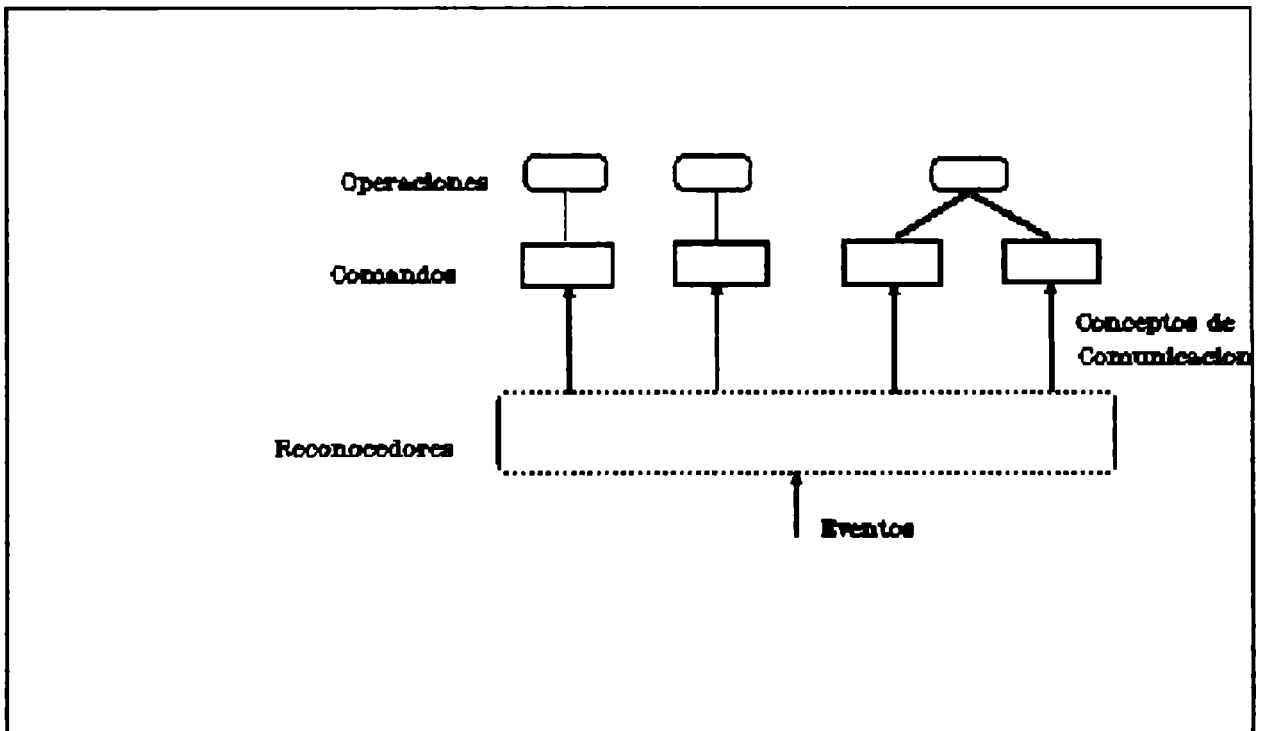 Operaciones
Comandos
Conceptos de
Comunicacion
Reconocedores
Eventos